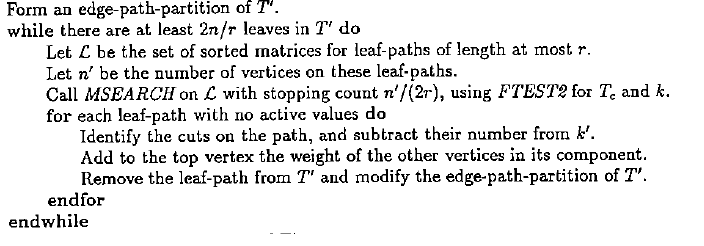 Form an edge-path-partition of T'.
while there are at least 2n/r leaves in T' do
Let ℒ be the set of sorted matrices for leaf-paths of length at most r.
Let n' be the number of vertices on these leaf-paths.
Call MSEARCH on ℒ with stopping count n'/(2r), using FTEST2 for T_c and k.
for each leaf-path with no active values do
Identify the cuts on the path, and subtract their number from k'.
Add to the top vertex the weight of the other vertices in its component.
Remove the leaf-path from T' and modify the edge-path-partition of T'.
endfor
endwhile